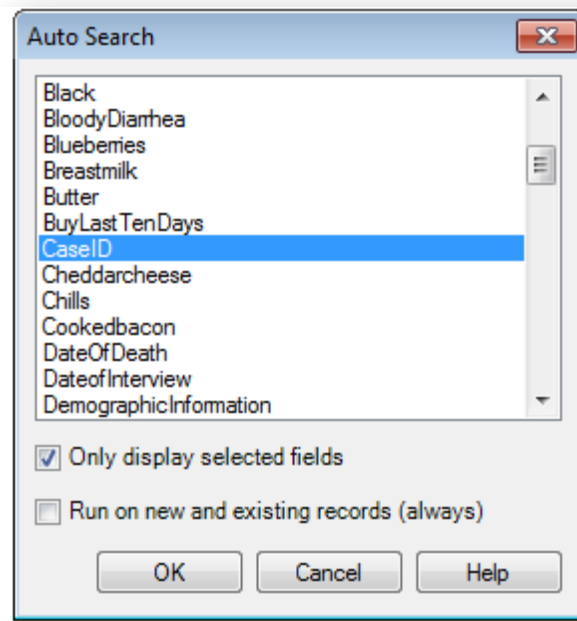 Auto Search
Black
BloodyDiarrhea
Blueberries
Breastmilk
Butter
BuyLastTenDays
CaseID
Cheddarcheese
Chills
Cookedbacon
DateOfDeath
DateofInterview
DemographicInformation
Only display selected fields
Run on new and existing records (always)
OK Cancel Help